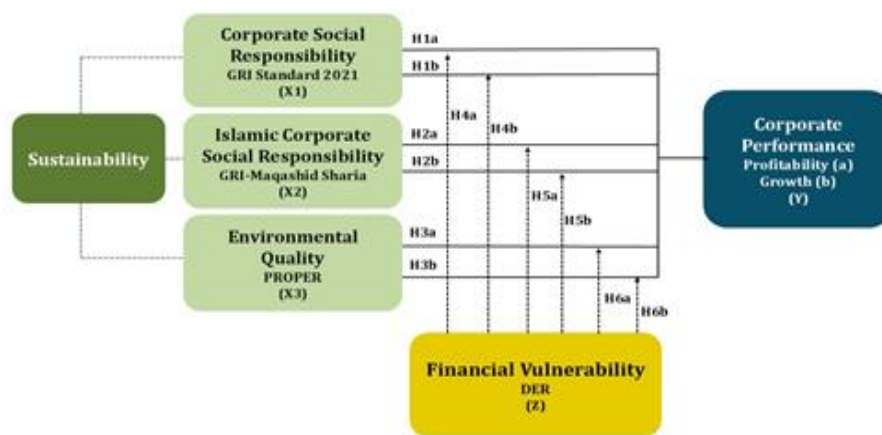 Corporate Social
Responsibility
GRI Standard 2021
(X1)
H1a
H1b
H4a
H4b
Sustainability
Islamic Corporate
Social Responsibility
GRI-Maqashid Sharia
(X2)
H2a
H2b
H5a
H5b
Corporate
Performance
Profitability (a)
Growth (b)
(Y)
Environmental
Quality
PROPER
(X3)
H3a
H3b
H6a
H6b
Financial Vulnerability
DER
(Z)